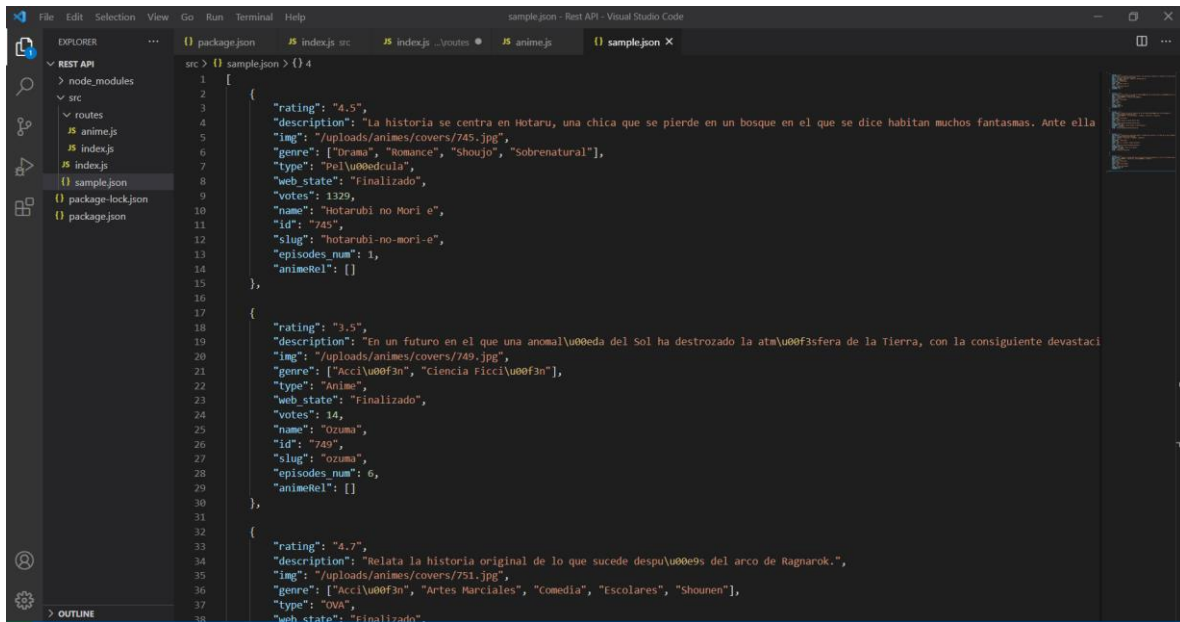 File Edit Selection View Go Run Terminal Help sample.json - Rest API - Visual Studio Code
EXPLORER ... {} package.json JS index.js src JS index.js ...\routes ● JS anime.js {} sample.json ×
REST API
src > {} sample.json > {} 4
node_modules
src
routes
JS anime.js
JS index.js
JS index.js
{} sample.json
{} package-lock.json
{} package.json
OUTLINE
1 [
2 {
3 "rating": "4.5",
4 "description": "La historia se centra en Hotaru, una chica que se pierde en un bosque en el que se dice habitan muchos fantasmas. Ante ella
5 "img": "/uploads/animes/covers/745.jpg",
6 "genre": ["Drama", "Romance", "Shoujo", "Sobrenatural"],
7 "type": "Pel\u00edcula",
8 "web_state": "Finalizado",
9 "votes": 1329,
10 "name": "Hotarubi no Mori e",
11 "id": "745",
12 "slug": "hotarubi-no-mori-e",
13 "episodes_num": 1,
14 "animeRel": []
15 },
16
17 {
18 "rating": "3.5",
19 "description": "En un futuro en el que una anomal\u00eda del Sol ha destrozado la atm\u00f3sfera de la Tierra, con la consiguiente devastaci
20 "img": "/uploads/animes/covers/749.jpg",
21 "genre": ["Acci\u00f3n", "Ciencia Ficci\u00f3n"],
22 "type": "Anime",
23 "web_state": "Finalizado",
24 "votes": 14,
25 "name": "Ozuma",
26 "id": "749",
27 "slug": "ozuma",
28 "episodes_num": 6,
29 "animeRel": []
30 },
31
32 {
33 "rating": "4.7",
34 "description": "Relata la historia original de lo que sucede despu\u00e9s del arco de Ragnarok.",
35 "img": "/uploads/animes/covers/751.jpg",
36 "genre": ["Acci\u00f3n", "Artes Marciales", "Comedia", "Escolares", "Shounen"],
37 "type": "OVA",
38 "web_state": "Finalizado",